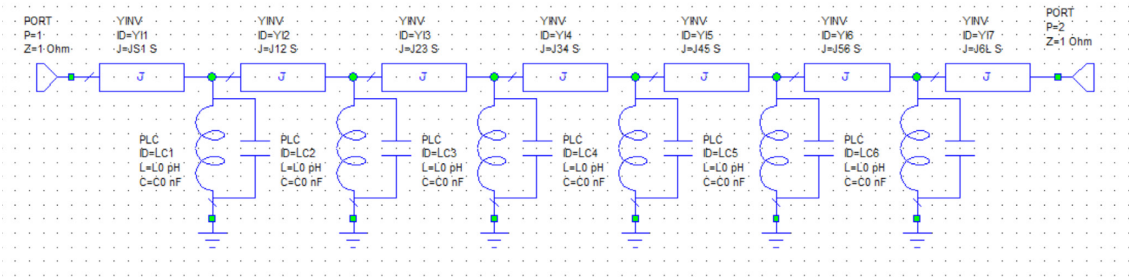 PORT
P=1
Z=1 Ohm
YINV
ID=YI1
J=JS1 S
YINV
ID=YI2
J=J12 S
YINV
ID=YI3
J=J23 S
YINV
ID=YI4
J=J34 S
YINV
ID=YI5
J=J45 S
YINV
ID=YI6
J=J56 S
YINV
ID=YI7
J=J6L S
PORT
P=2
Z=1 Ohm
J
J
J
J
J
J
J
PLC
ID=LC1
L=L0 pH
C=C0 nF
PLC
ID=LC2
L=L0 pH
C=C0 nF
PLC
ID=LC3
L=L0 pH
C=C0 nF
PLC
ID=LC4
L=L0 pH
C=C0 nF
PLC
ID=LC5
L=L0 pH
C=C0 nF
PLC
ID=LC6
L=L0 pH
C=C0 nF